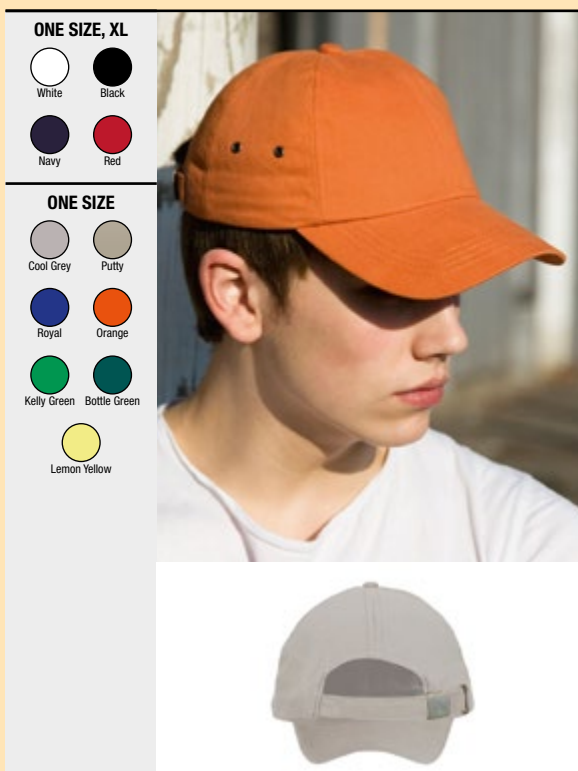 ONE SIZE, XL
White Black
Navy Red
ONE SIZE
Cool Grey Putty
Royal Orange
Kelly Green Bottle Green
Lemon Yellow